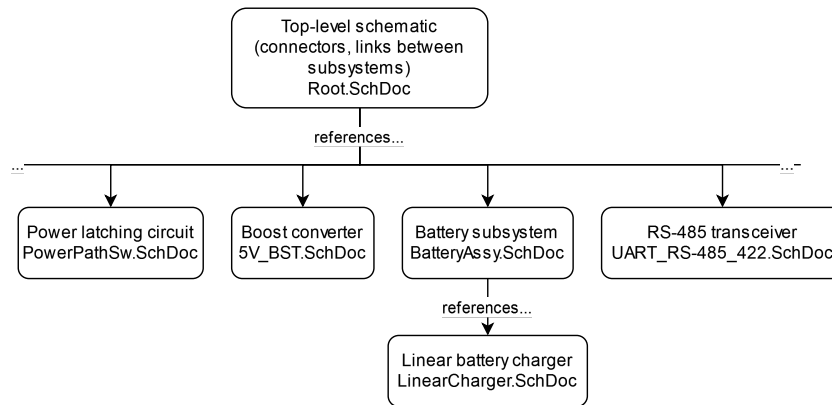 Top-level schematic
(connectors, links between
subsystems)
Root.SchDoc
references...
...
...
Power latching circuit
PowerPathSw.SchDoc
Boost converter
5V_BST.SchDoc
Battery subsystem
BatteryAssy.SchDoc
RS-485 transceiver
UART_RS-485_422.SchDoc
references...
Linear battery charger
LinearCharger.SchDoc